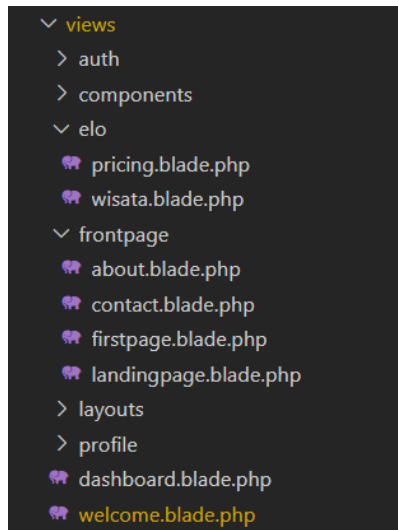 views
auth
components
elo
pricing.blade.php
wisata.blade.php
frontpage
about.blade.php
contact.blade.php
firstpage.blade.php
landingpage.blade.php
layouts
profile
dashboard.blade.php
welcome.blade.php